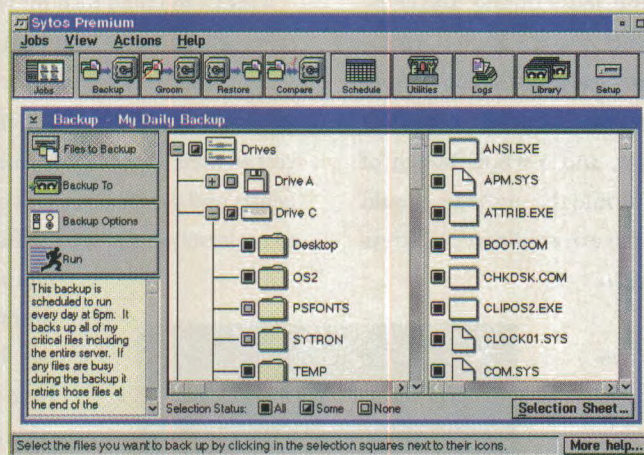 Sytos Premium
Jobs View Actions Help
Jobs Backup Groom Restore Compare Schedule Utilities Logs Library Setup
Backup - My Daily Backup
Files to Backup
Backup To
Backup Options
Run
This backup is
scheduled to run
every day at 6pm. It
backs up all of my
critical files including
the entire server. If
any files are busy
during the backup it
retries those files at
the end of the
Drives
Drive A
Drive C
Desktop
OS2
PSFONTS
SYTRON
TEMP
ANSI.EXE
APM.SYS
ATTRIB.EXE
BOOT.COM
CHKDSK.COM
CLIPOS2.EXE
CLOCK01.SYS
COM.SYS
Selection Status: All Some None
Selection Sheet...
Select the files you want to back up by clicking in the selection squares next to their icons.
More help...